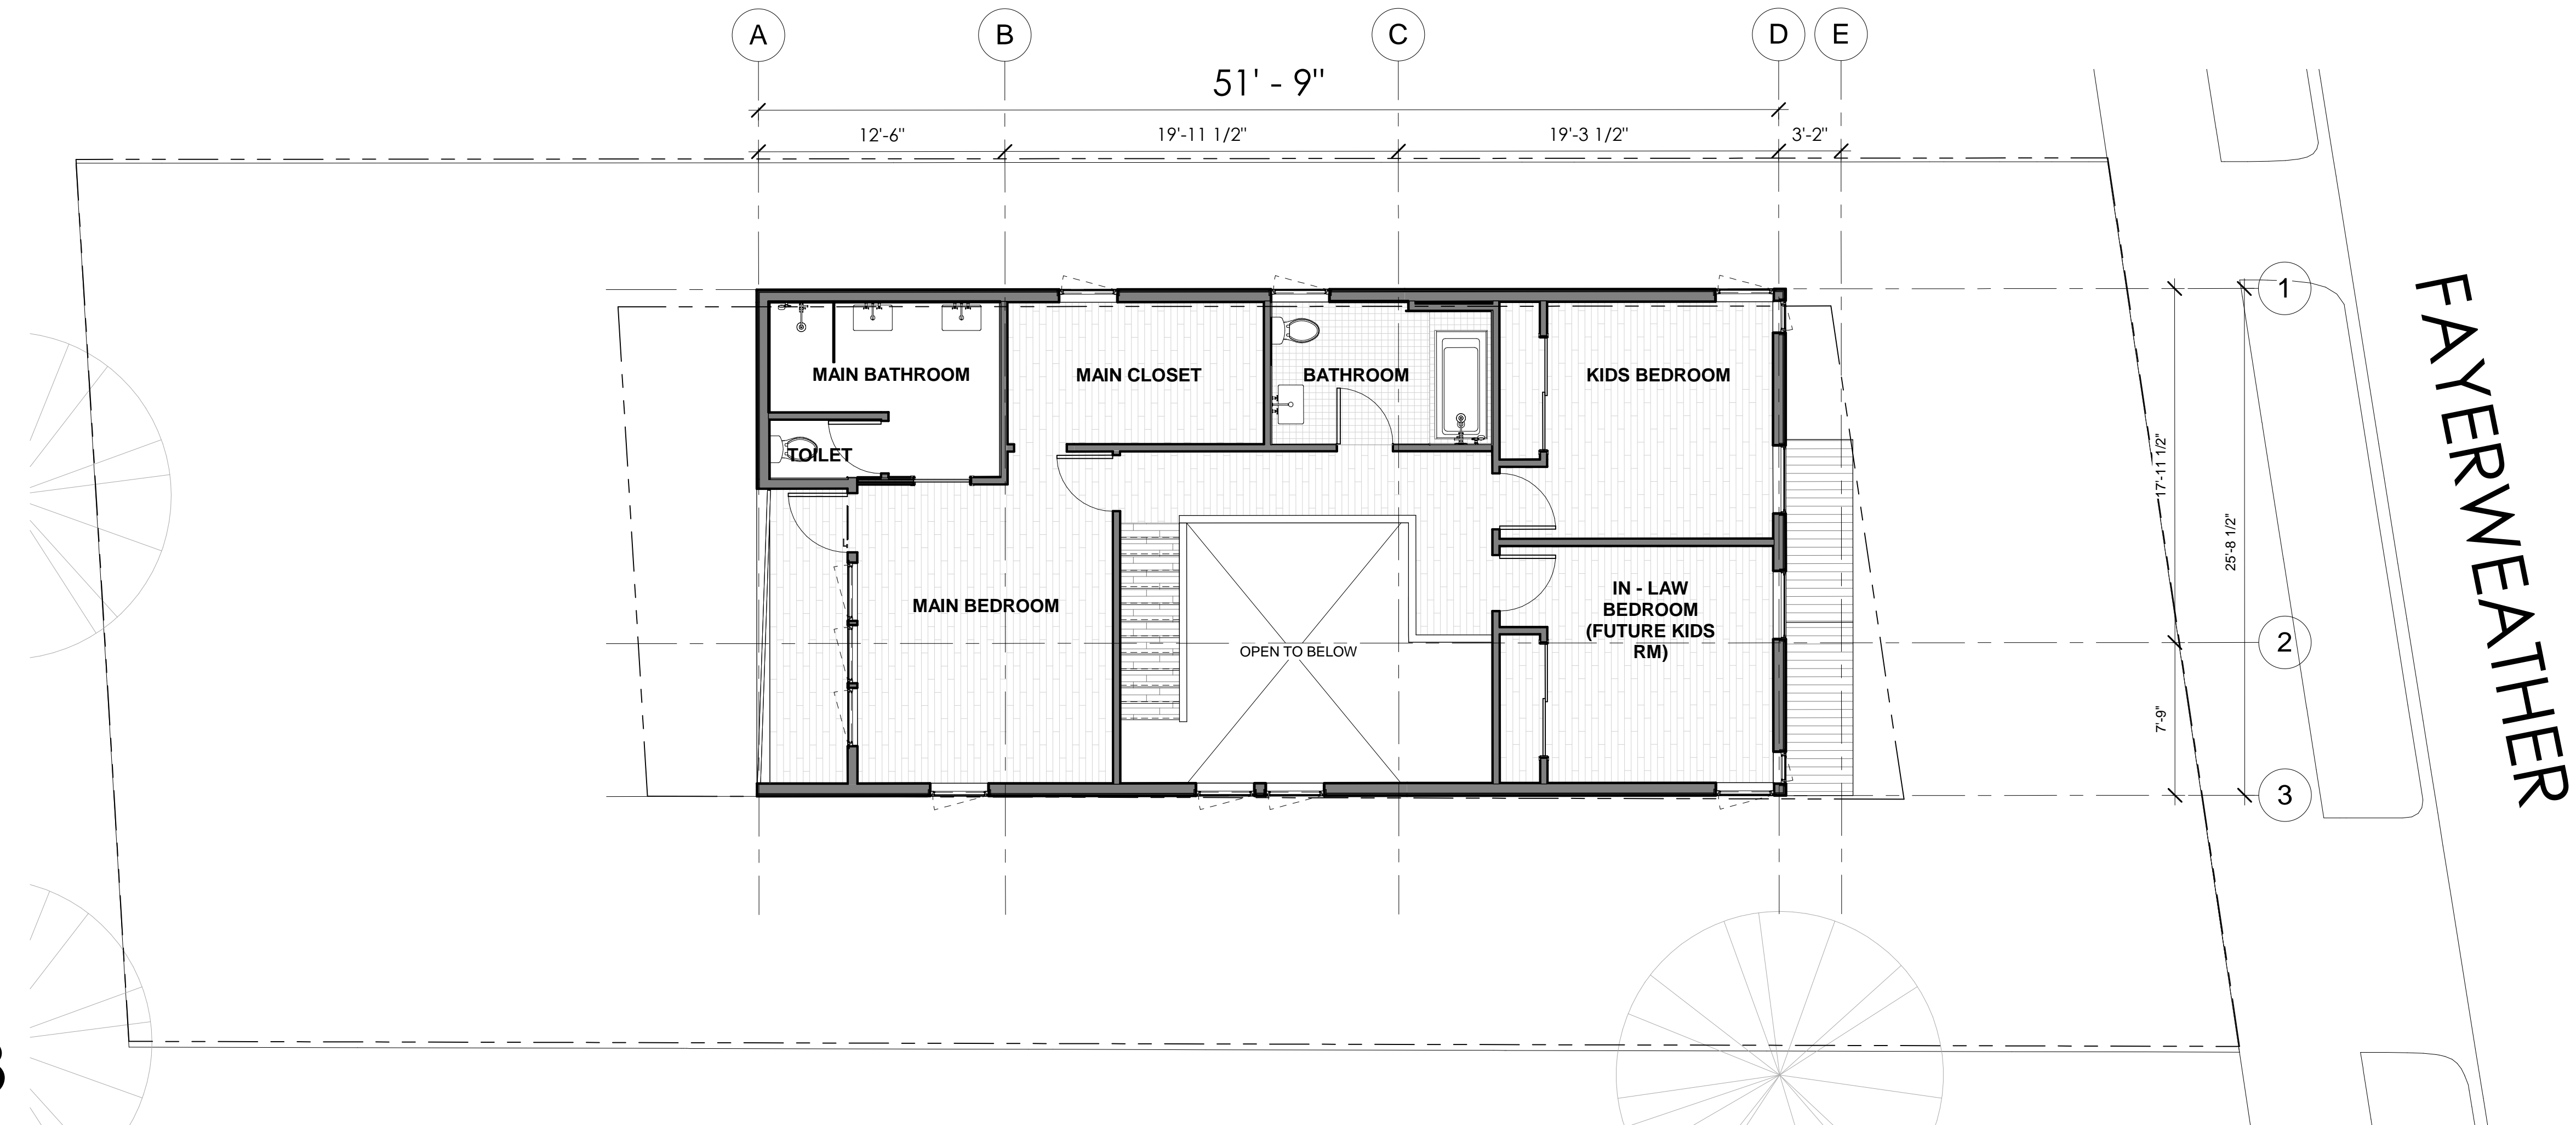 A B C D E
51' - 9"
12'-6" 19'-11 1/2" 19'-3 1/2" 3'-2"
1
FAYERWEATHER
MAIN BATHROOM MAIN CLOSET BATHROOM KIDS BEDROOM
TOILET
17'-11 1/2"
25'-8 1/2"
MAIN BEDROOM
IN - LAW
BEDROOM
(FUTURE KIDS
RM)
2
OPEN TO BELOW
7'-9"
3